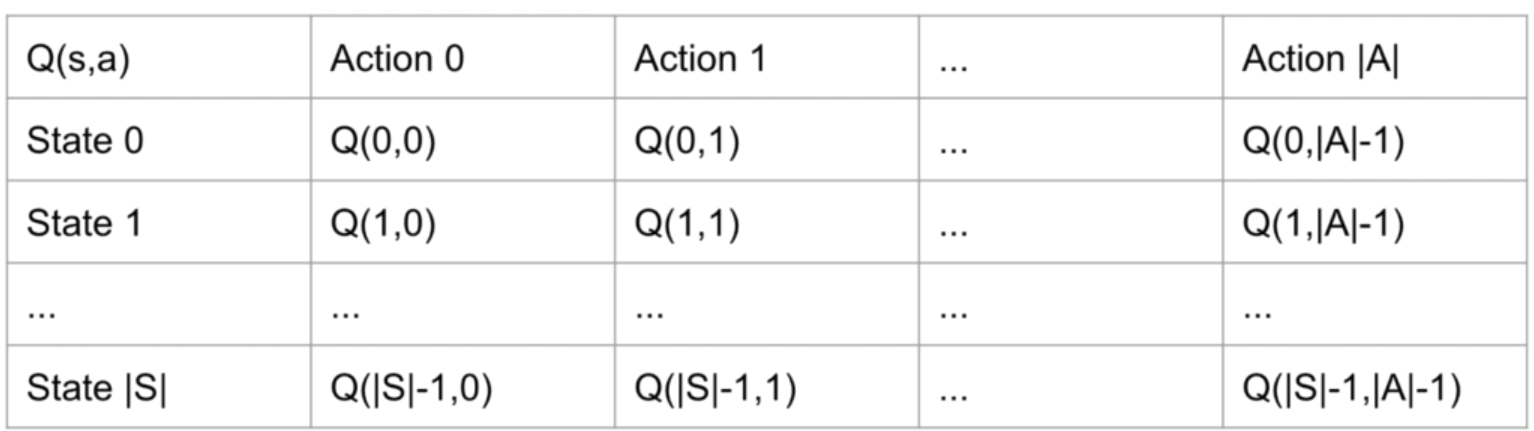 Q(s,a) Action 0 Action 1 ... Action |A|
State 0 Q(0,0) Q(0,1) ... Q(0,|A|-1)
State 1 Q(1,0) Q(1,1) ... Q(1,|A|-1)
... ... ... ... ...
State |S| Q(|S|-1,0) Q(|S|-1,1) ... Q(|S|-1,|A|-1)